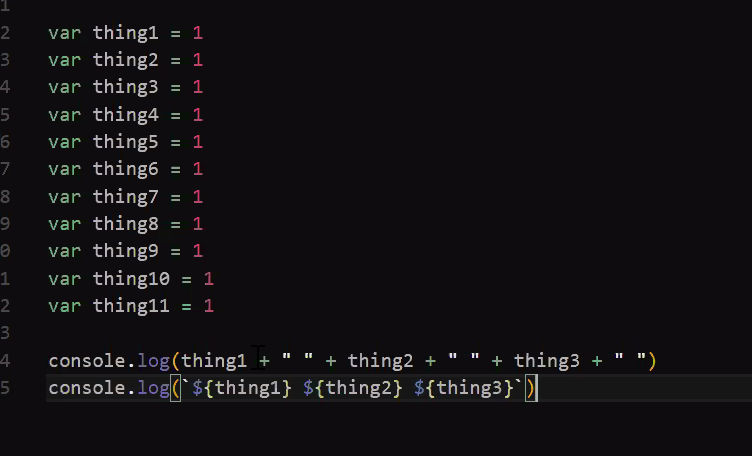 1
2 var thing1 = 1
3 var thing2 = 1
4 var thing3 = 1
5 var thing4 = 1
6 var thing5 = 1
7 var thing6 = 1
8 var thing7 = 1
8 var thing8 = 1
9 var thing9 = 1
0 var thing10 = 1
1 var thing11 = 1
2
3
4 console.log(thing1 + " " + thing2 + " " + thing3 + " ")
5 console.log(`${thing1} ${thing2} ${thing3}`)